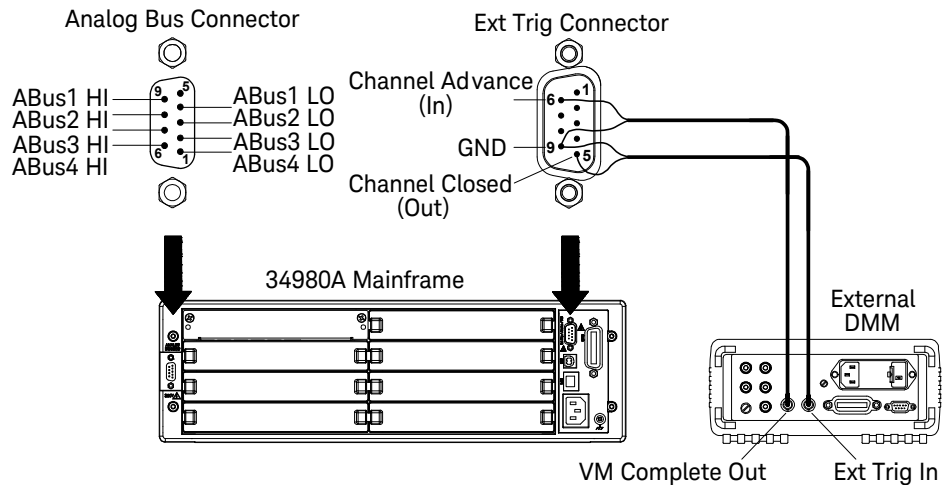 Analog Bus Connector
9
5
ABus1 HI
ABus2 HI
ABus3 HI
ABus4 HI
6
1
ABus1 LO
ABus2 LO
ABus3 LO
ABus4 LO
Ext Trig Connector
Channel Advance
(In)
6
1
GND
9
5
Channel Closed
(Out)
34980A Mainframe
External
DMM
VM Complete Out
Ext Trig In